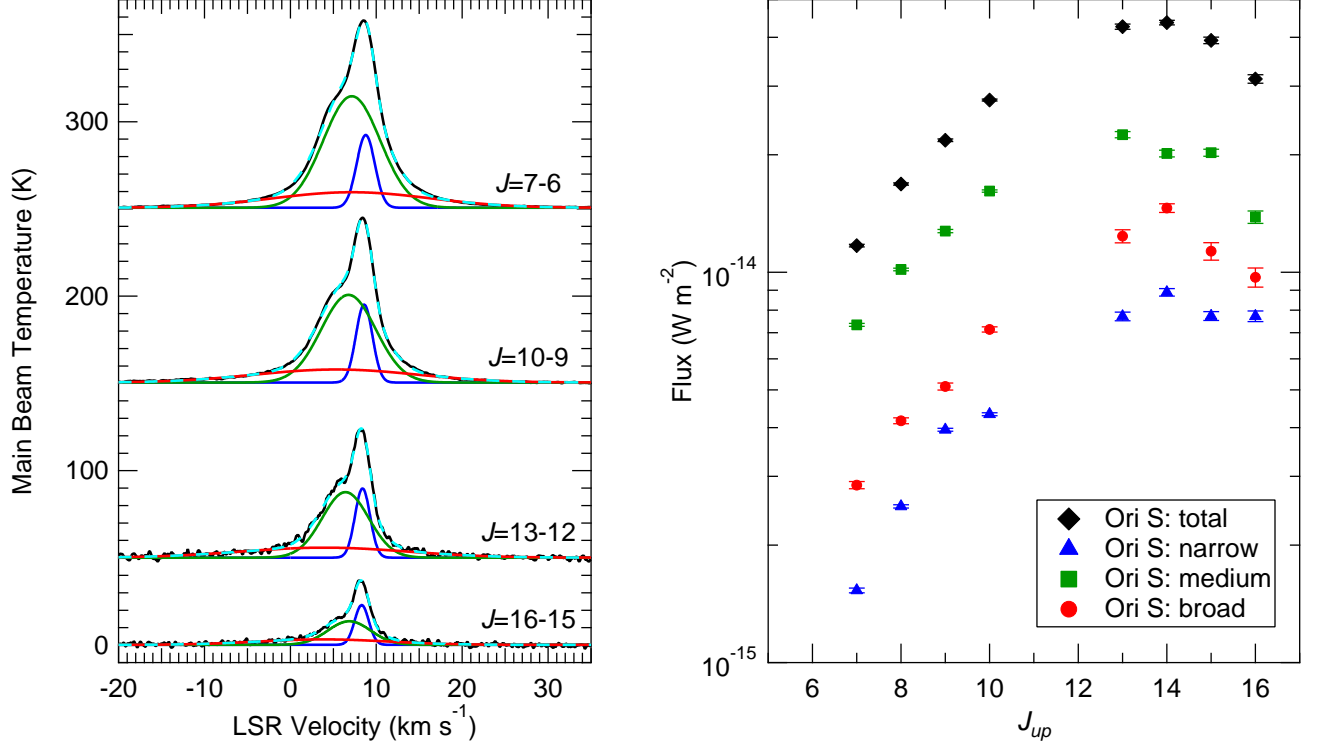 300
200
100
0
Main Beam Temperature (K)
J=7-6
J=10-9
J=13-12
J=16-15
-20
-10
0
10
20
30
LSR Velocity (km s⁻¹)
Flux (W m⁻²)
10⁻¹⁴
10⁻¹⁵
Ori S: total
Ori S: narrow
Ori S: medium
Ori S: broad
6
8
10
12
14
16
J_up